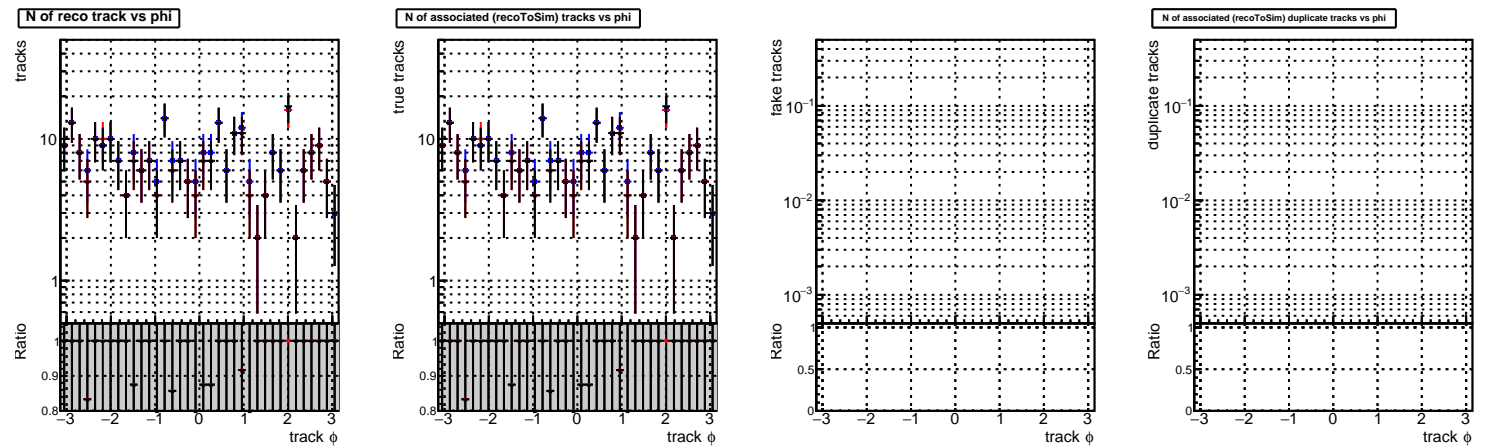 N of reco track vs phi
tracks
10
1
Ratio
1
0.9
0.8
−3 −2 −1 0 1 2 3
track ϕ
N of associated (recoToSim) tracks vs phi
true tracks
10
1
Ratio
1
0.9
0.8
−3 −2 −1 0 1 2 3
track ϕ
fake tracks
10−1
10−2
10−3
Ratio
1
0.5
0
−3 −2 −1 0 1 2 3
track ϕ
N of associated (recoToSim) duplicate tracks vs phi
duplicate tracks
10−1
10−2
10−3
Ratio
1
0.5
0
−3 −2 −1 0 1 2 3
track ϕ